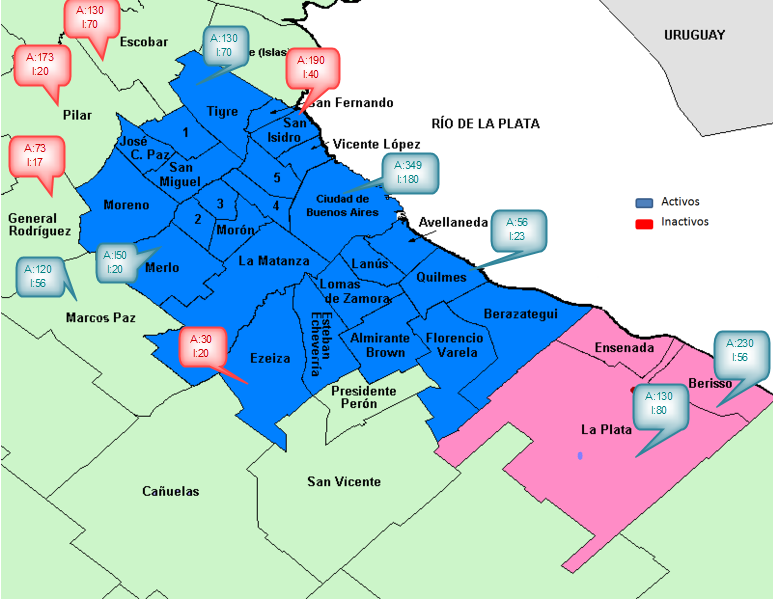 A:130
I:70
Escobar
A:173
I:20
Pilar
A:130
I:70
e (Islas)
A:190
I:40
San Fernando
URUGUAY
RÍO DE LA PLATA
Tigre
San
Isidro
Vicente López
1
José
C. Paz
San
Miguel
5
A:73
I:17
A:349
I:180
Ciudad de
Buenos Aires
Activos
Inactivos
General
Rodríguez
Moreno
2
3
4
Morón
Avellaneda
A:56
I:23
A:I50
I:20
Merlo
La Matanza
Lanús
Quilmes
A:120
I:56
Marcos Paz
Lomas
de Zamora
Berazategui
A:30
I:20
Ezeiza
Esteban
Echeverría
Almirante
Brown
Florencio
Varela
Ensenada
A:230
I:56
Berisso
Presidente
Perón
A:130
I:80
La Plata
Cañuelas
San Vicente